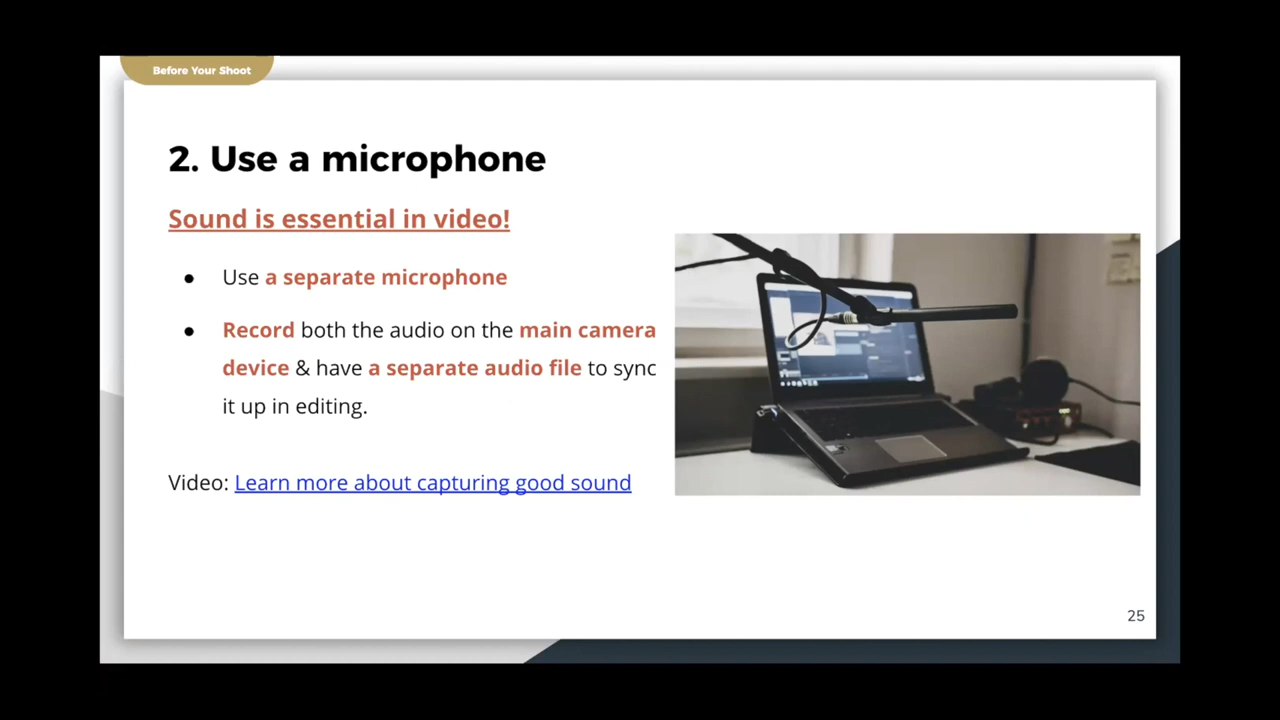 Before Your Shoot
2. Use a microphone
Sound is essential in video!
● Use a separate microphone
● Record both the audio on the main camera
device & have a separate audio file to sync
it up in editing.
Video: Learn more about capturing good sound
25